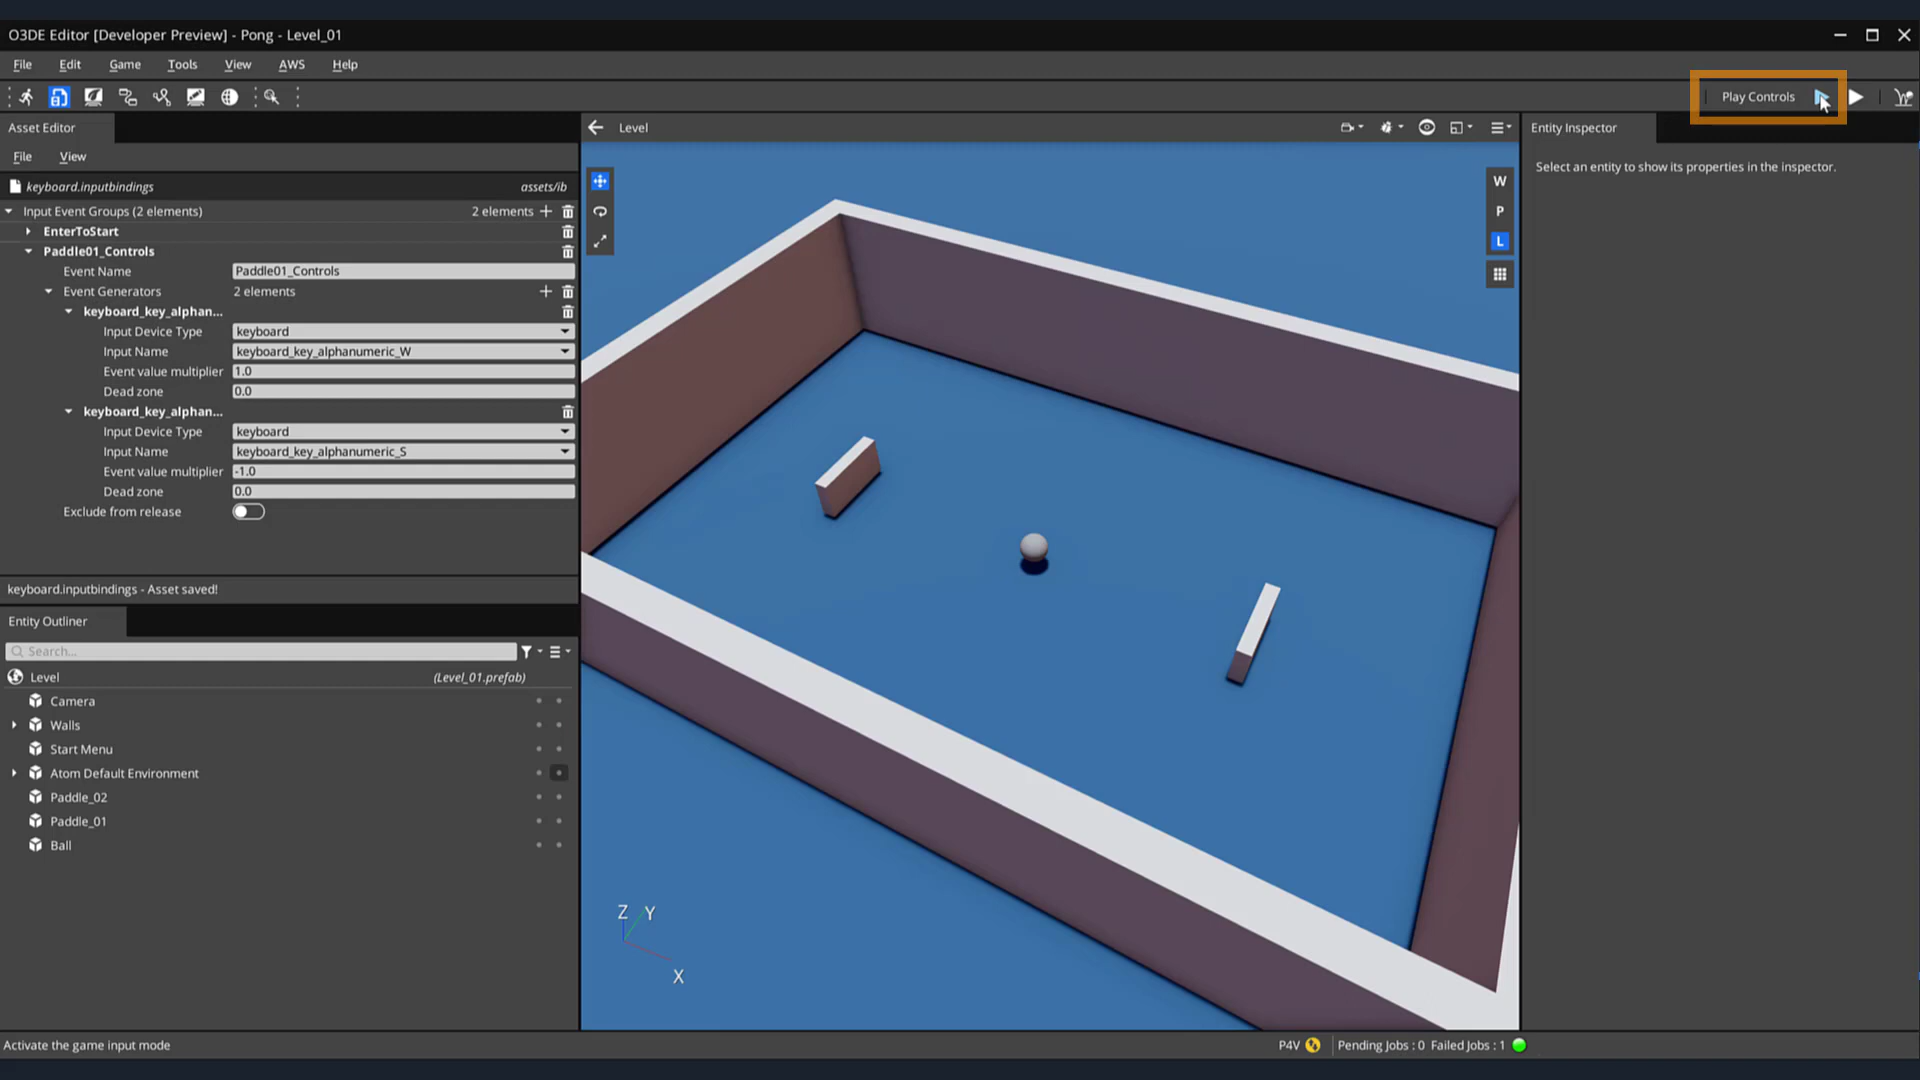 O3DE Editor [Developer Preview] - Pong - Level_01
File Edit Game Tools View AWS Help
Play Controls
Asset Editor
File View
keyboard.inputbindings assets/ib
Input Event Groups (2 elements) 2 elements
EnterToStart
Paddle01_Controls
Event Name Paddle01_Controls
Event Generators 2 elements
keyboard_key_alphan...
Input Device Type keyboard
Input Name keyboard_key_alphanumeric_W
Event value multiplier 1.0
Dead zone 0.0
keyboard_key_alphan...
Input Device Type keyboard
Input Name keyboard_key_alphanumeric_S
Event value multiplier -1.0
Dead zone 0.0
Exclude from release
keyboard.inputbindings - Asset saved!
Entity Outliner
Search...
Level (Level_01.prefab)
Camera
Walls
Start Menu
Atom Default Environment
Paddle_02
Paddle_01
Ball
Level
W
P
L
Z Y
X
Entity Inspector
Select an entity to show its properties in the inspector.
Activate the game input mode
P4V Pending Jobs : 0 Failed Jobs : 1